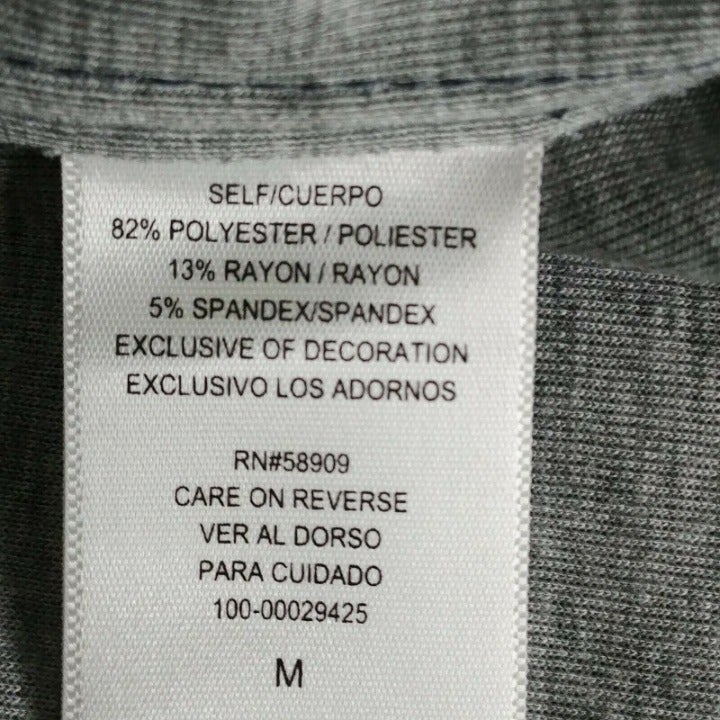 SELF/CUERPO
82% POLYESTER / POLIESTER
13% RAYON / RAYON
5% SPANDEX/SPANDEX
EXCLUSIVE OF DECORATION
EXCLUSIVO LOS ADORNOS
RN#58909
CARE ON REVERSE
VER AL DORSO
PARA CUIDADO
100-00029425
M